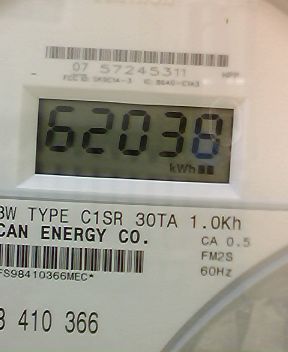 07 57245311
62038
kWh
3W TYPE C1SR 30TA 1.0Kh
CAN ENERGY CO.
CA 0.5
FM2S
60Hz
FS98410366MEC*
3 410 366